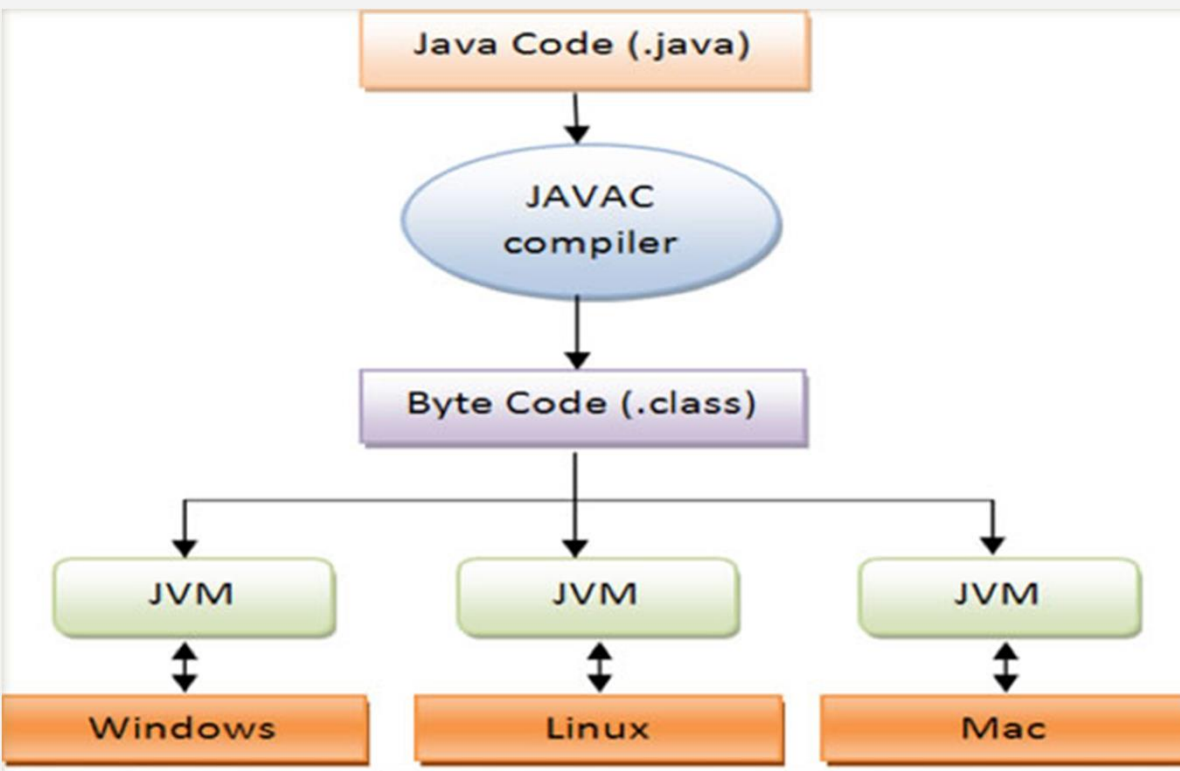 Java Code (.java)
JAVAC
compiler
Byte Code (.class)
JVM
JVM
JVM
Windows
Linux
Mac